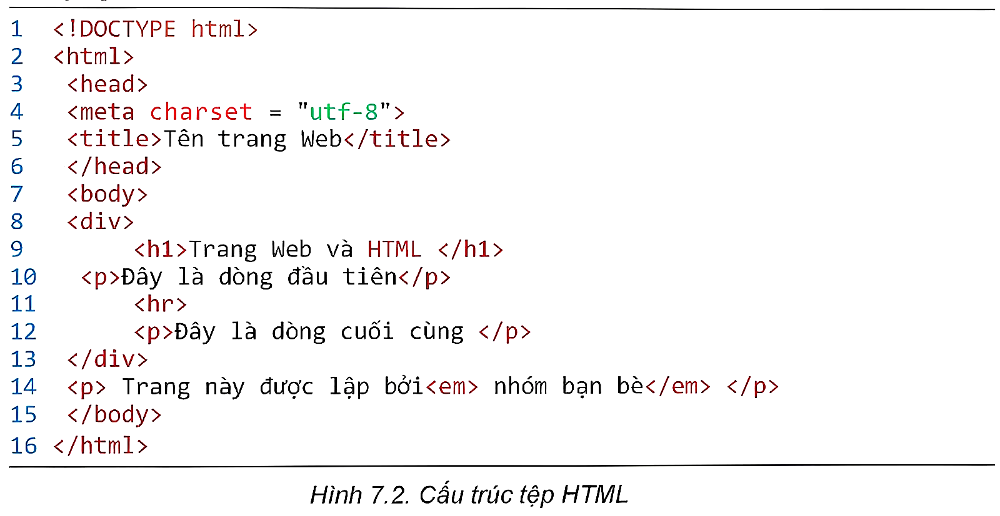 1 <!DOCTYPE html>
2 <html>
3 <head>
4 <meta charset = "utf-8">
5 <title>Tên trang Web</title>
6 </head>
7 <body>
8 <div>
9 <h1>Trang Web và HTML </h1>
10 <p>Đây là dòng đầu tiên</p>
11 <hr>
12 <p>Đây là dòng cuối cùng </p>
13 </div>
14 <p> Trang này được lập bởi<em> nhóm bạn bè</em> </p>
15 </body>
16 </html>
Hình 7.2. Cấu trúc tệp HTML